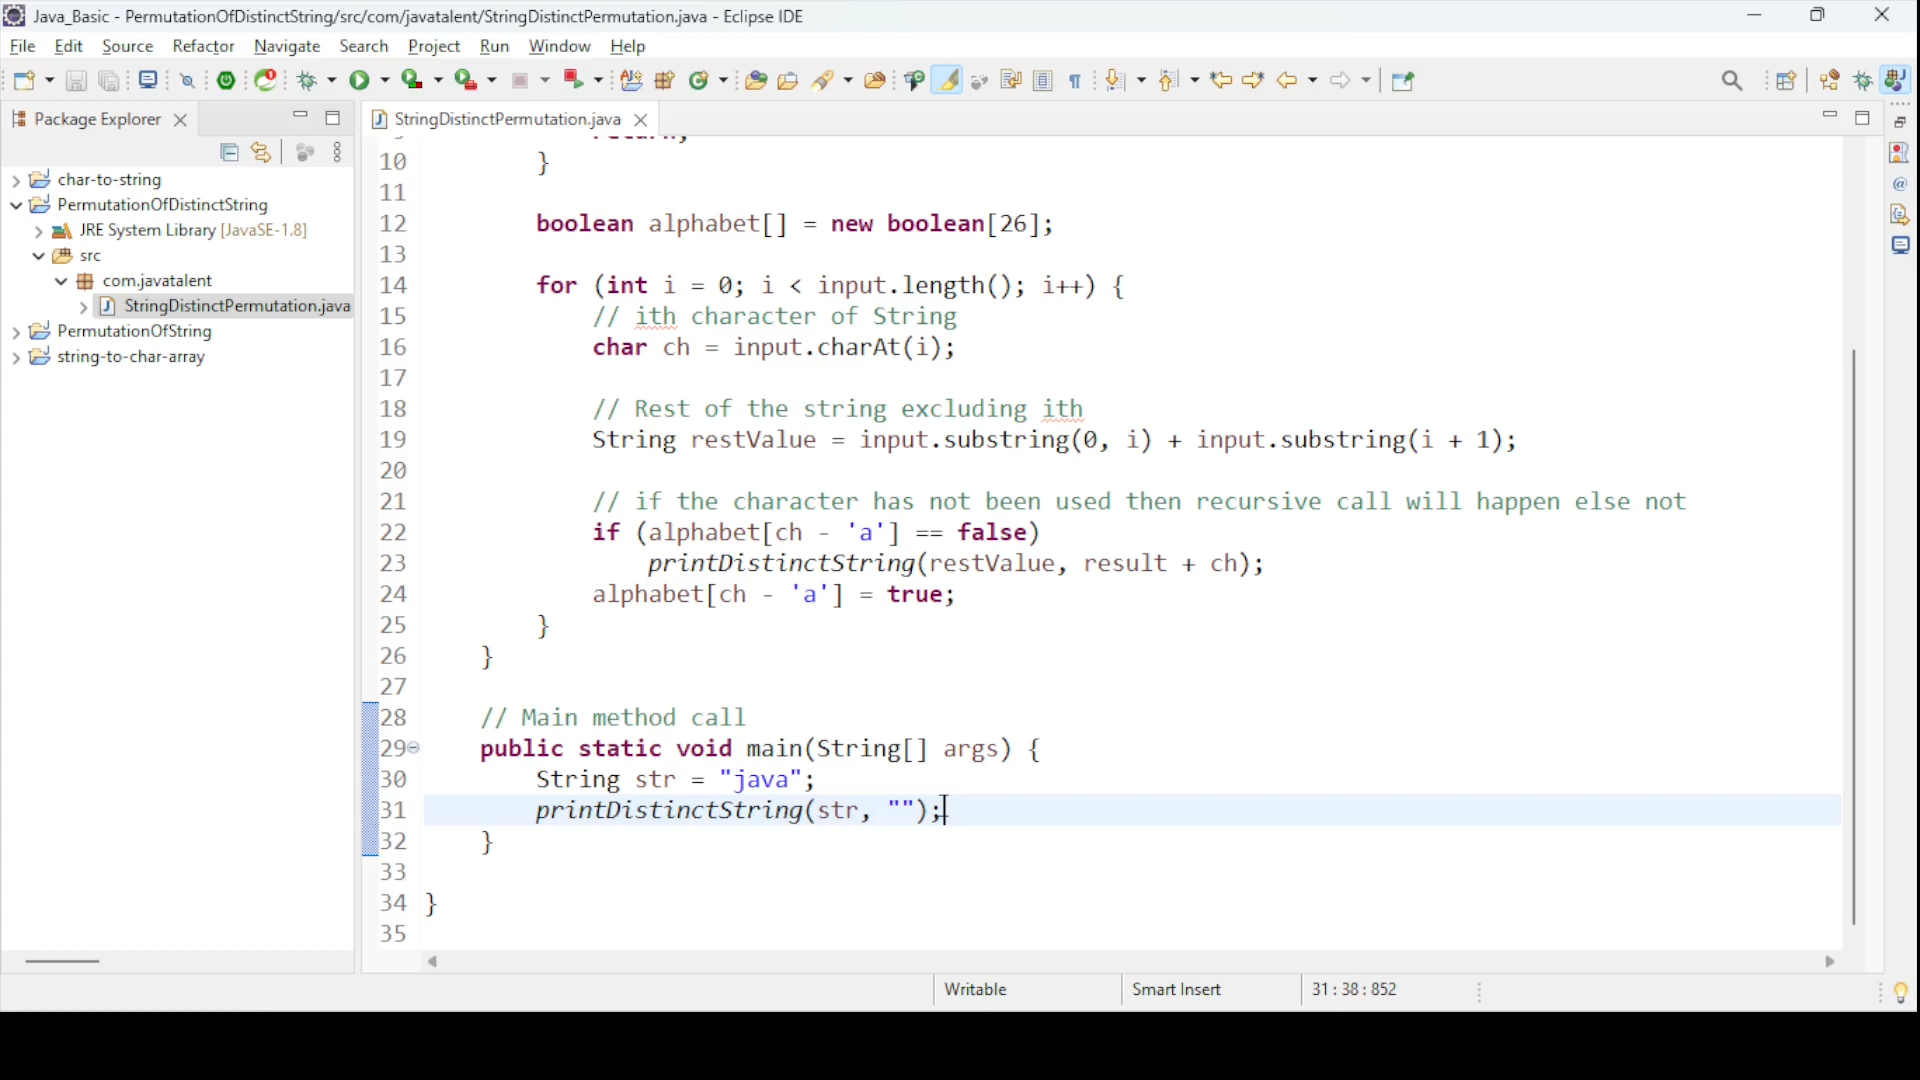 Java_Basic - PermutationOfDistinctString/src/com/javatalent/StringDistinctPermutation.java - Eclipse IDE
File Edit Source Refactor Navigate Search Project Run Window Help
Package Explorer
StringDistinctPermutation.java
char-to-string
PermutationOfDistinctString
JRE System Library [JavaSE-1.8]
src
com.javatalent
StringDistinctPermutation.java
PermutationOfString
string-to-char-array
10 }
11
12 boolean alphabet[] = new boolean[26];
13
14 for (int i = 0; i < input.length(); i++) {
15 // ith character of String
16 char ch = input.charAt(i);
17
18 // Rest of the string excluding ith
19 String restValue = input.substring(0, i) + input.substring(i + 1);
20
21 // if the character has not been used then recursive call will happen else not
22 if (alphabet[ch - 'a'] == false)
23 printDistinctString(restValue, result + ch);
24 alphabet[ch - 'a'] = true;
25 }
26 }
27
28 // Main method call
29 public static void main(String[] args) {
30 String str = "java";
31 printDistinctString(str, "");
32 }
33
34 }
35
Writable Smart Insert 31 : 38 : 852